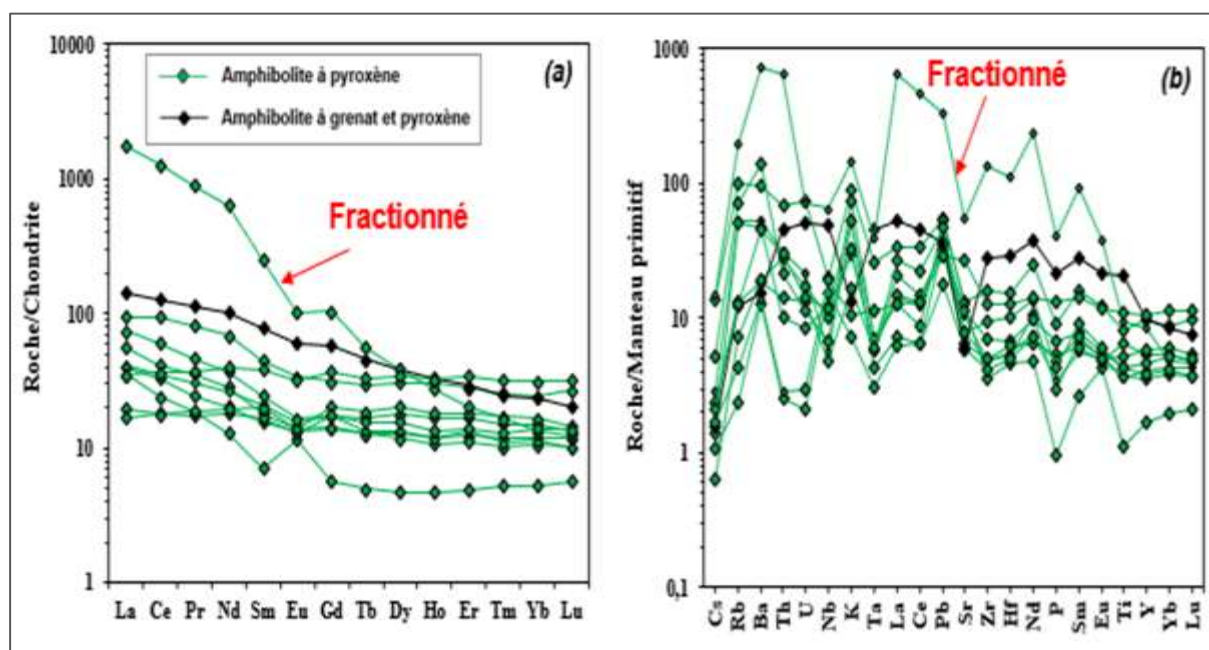 10000
1000
100
10
1
Roche/Chondrite
Amphibolite à pyroxène
Amphibolite à grenat et pyroxène
(a)
Fractionné
La Ce Pr Nd Sm Eu Gd Tb Dy Ho Er Tm Yb Lu
1000
100
10
1
0,1
Roche/Manteau primitif
(b)
Fractionné
Cs Rb Ba Th U Nb K Ta La Ce Pb Sr Zr Hf Nd P Sm Eu Ti Y Yb Lu